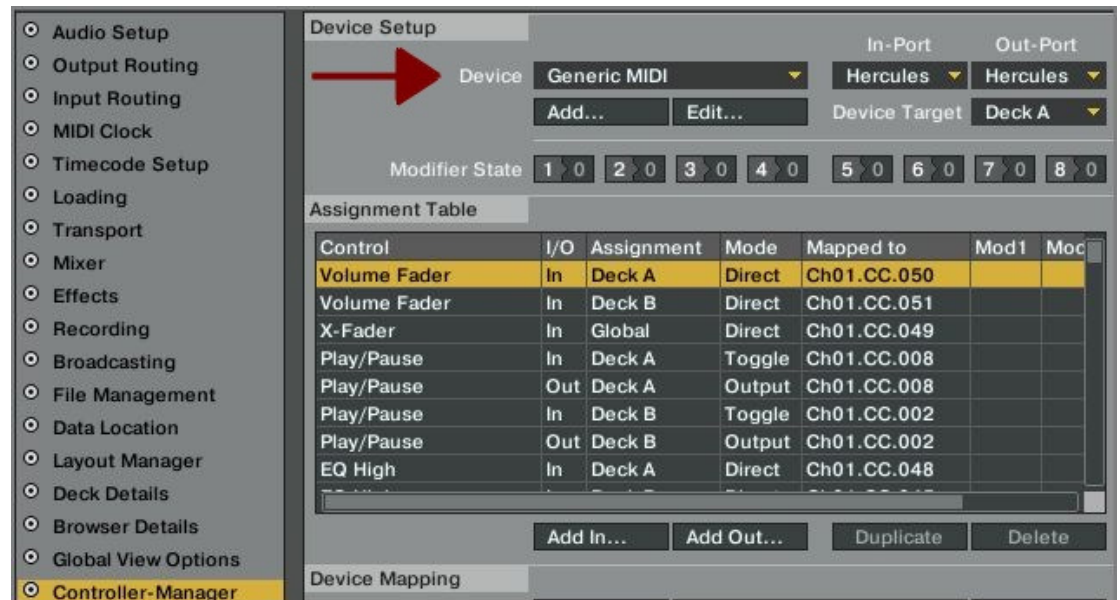 Audio Setup
Output Routing
Input Routing
MIDI Clock
Timecode Setup
Loading
Transport
Mixer
Effects
Recording
Broadcasting
File Management
Data Location
Layout Manager
Deck Details
Browser Details
Global View Options
Controller-Manager
Device Setup
In-Port Out-Port
Device Generic MIDI Hercules Hercules
Add... Edit... Device Target Deck A
Modifier State 1 0 2 0 3 0 4 0 5 0 6 0 7 0 8 0
Assignment Table
Control I/O Assignment Mode Mapped to Mod1 Moc
Volume Fader In Deck A Direct Ch01.CC.050
Volume Fader In Deck B Direct Ch01.CC.051
X-Fader In Global Direct Ch01.CC.049
Play/Pause In Deck A Toggle Ch01.CC.008
Play/Pause Out Deck A Output Ch01.CC.008
Play/Pause In Deck B Toggle Ch01.CC.002
Play/Pause Out Deck B Output Ch01.CC.002
EQ High In Deck A Direct Ch01.CC.048
Add In... Add Out... Duplicate Delete
Device Mapping